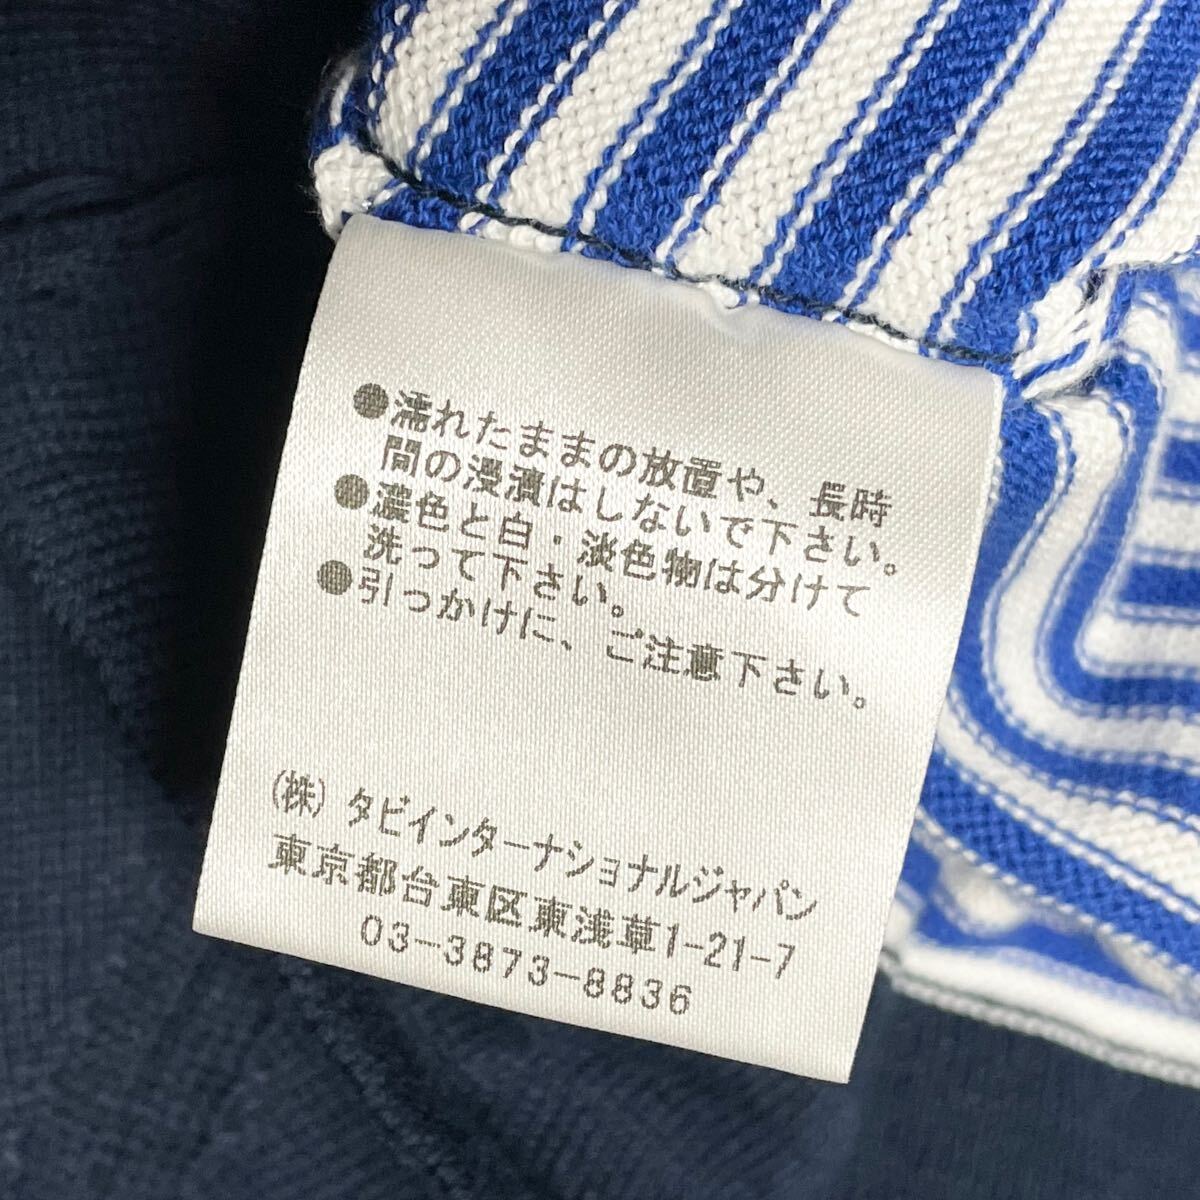 ●濡れたままの放置や、長時
間の浸漬はしないで下さい。
●濃色と白・淡色物は分けて
洗って下さい。
●引っかけに、ご注意下さい。
(株)タビインターナショナルジャパン
東京都台東区東浅草1-21-7
03-3873-8836